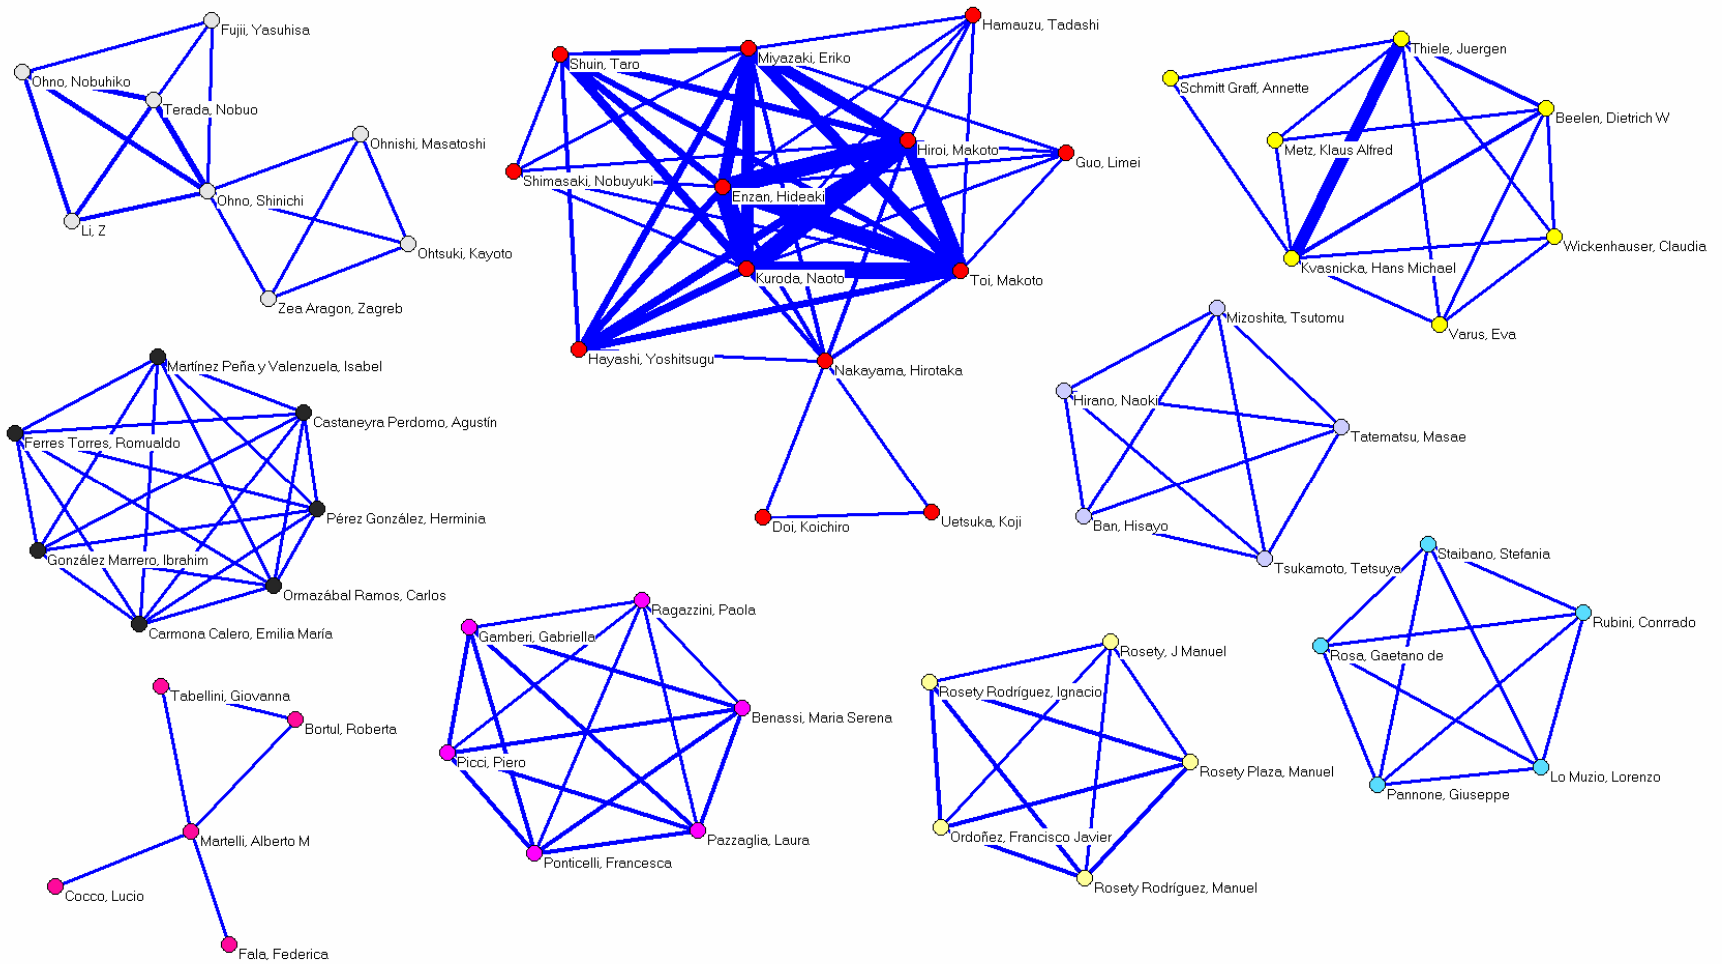 Fujii, Yasuhisa
Ohno, Nobuhiko
Terada, Nobuo
Ohnishi, Masatoshi
Ohno, Shinichi
Li, Z
Ohtsuki, Kayoto
Zea Aragon, Zagreb
Hamauzu, Tadashi
Shuin, Taro
Miyazaki, Eriko
Hiroi, Makoto
Guo, Limei
Shimasaki, Nobuyuki
Enzan, Hideaki
Kuroda, Naoto
Toi, Makoto
Hayashi, Yoshitsugu
Nakayama, Hirotaka
Doi, Koichiro
Uetsuka, Koji
Thiele, Juergen
Schmitt Graff, Annette
Beelen, Dietrich W
Metz, Klaus Alfred
Wickenhauser, Claudia
Kvasnicka, Hans Michael
Varus, Eva
Mizoshita, Tsutomu
Hirano, Naoki
Tatematsu, Masae
Ban, Hisayo
Tsukamoto, Tetsuya
Martínez Peña y Valenzuela, Isabel
Castaneyra Perdomo, Agustín
Ferres Torres, Romualdo
Pérez González, Herminia
González Marrero, Ibrahim
Ormazábal Ramos, Carlos
Carmona Calero, Emilia María
Staibano, Stefania
Rubini, Conrrado
Rosa, Gaetano de
Lo Muzio, Lorenzo
Pannone, Giuseppe
Ragazzini, Paola
Gamberi, Gabriella
Benassi, Maria Serena
Picci, Piero
Pazzaglia, Laura
Ponticelli, Francesca
Rosety, J Manuel
Rosety Rodríguez, Ignacio
Rosety Plaza, Manuel
Ordoñez, Francisco Javier
Rosety Rodríguez, Manuel
Tabellini, Giovanna
Bortul, Roberta
Martelli, Alberto M
Cocco, Lucio
Fala, Federica